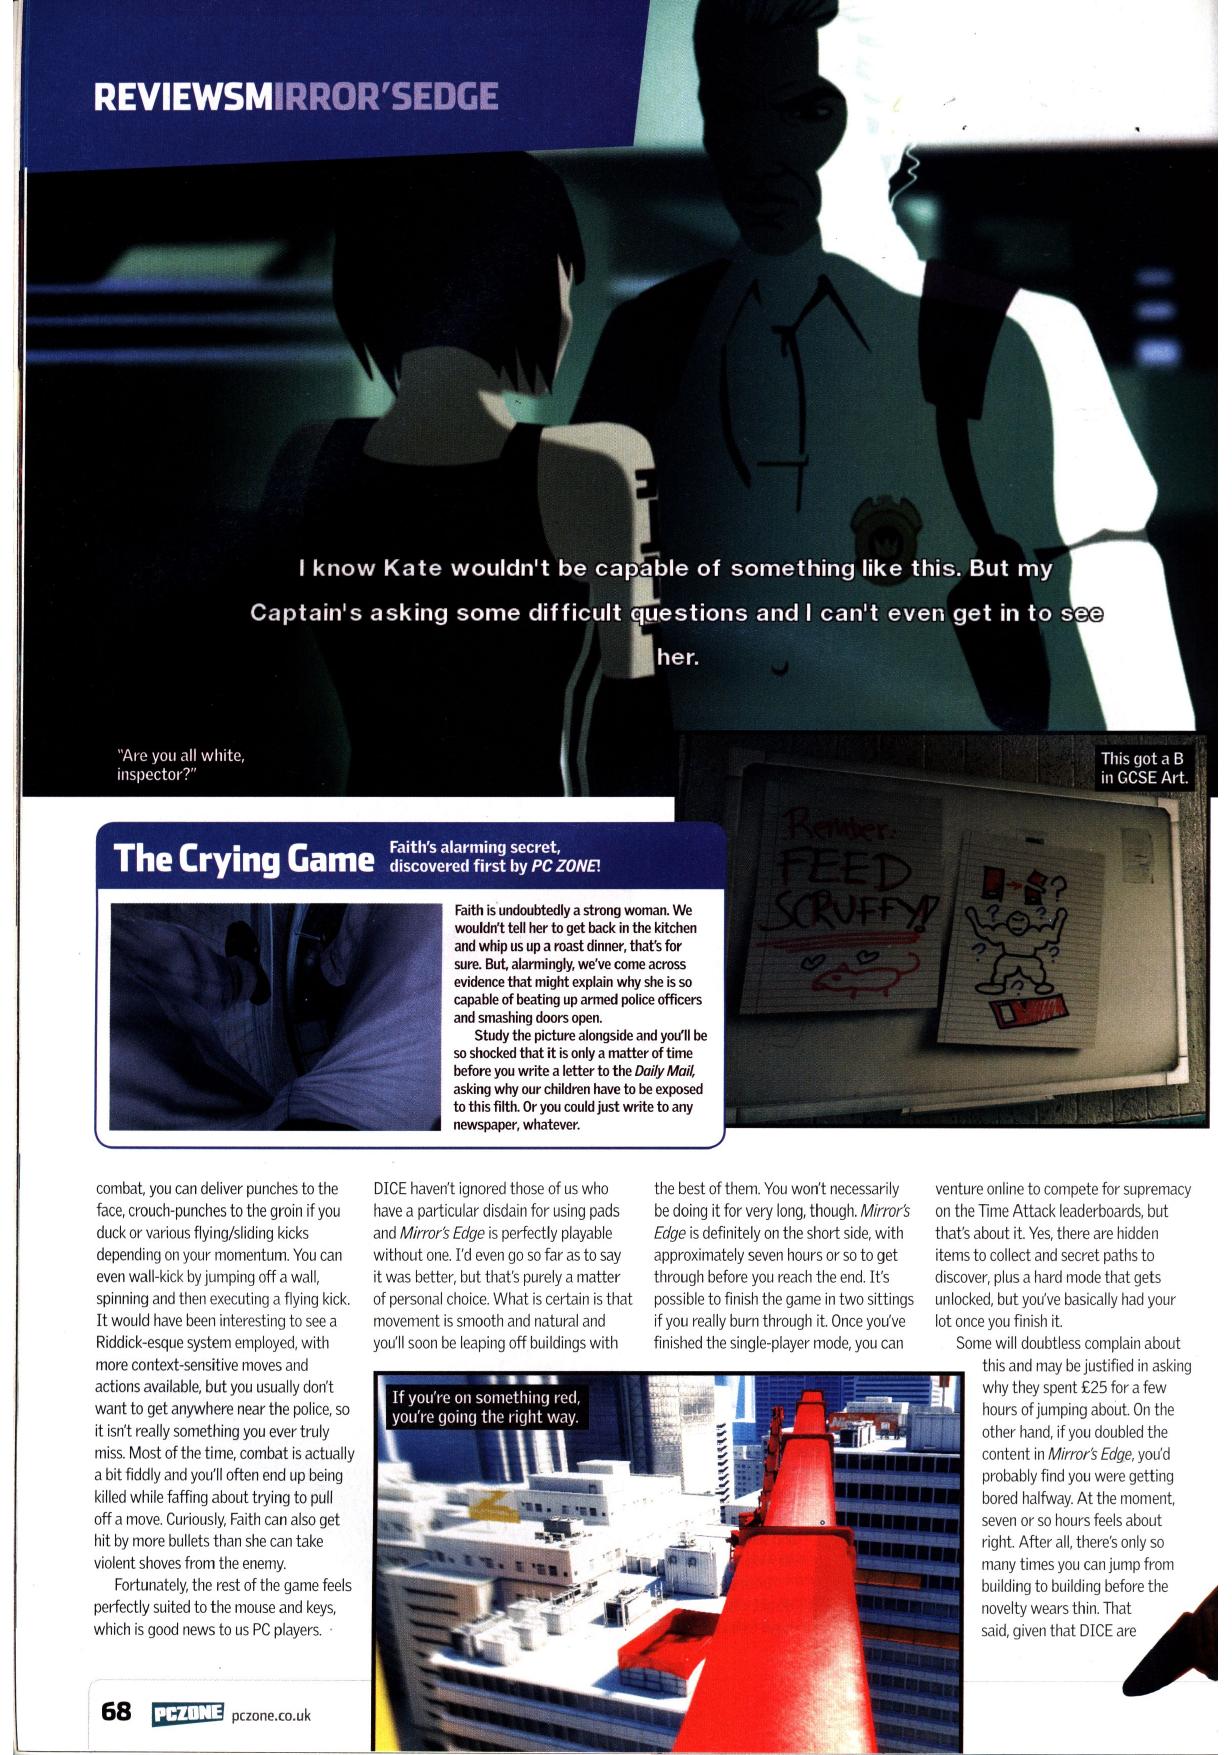 REVIEWSMIRROR'SEDGE
I know Kate wouldn't be capable of something like this. But my
Captain's asking some difficult questions and I can't even get in to see
her.
"Are you all white,
inspector?"
This got a B
in GCSE Art.
FEED
SCRUFFY!
The Crying Game
Faith's alarming secret,
discovered first by PC ZONE!
Faith is undoubtedly a strong woman. We
wouldn't tell her to get back in the kitchen
and whip us up a roast dinner, that's for
sure. But, alarmingly, we've come across
evidence that might explain why she is so
capable of beating up armed police officers
and smashing doors open.
Study the picture alongside and you'll be
so shocked that it is only a matter of time
before you write a letter to the Daily Mail,
asking why our children have to be exposed
to this filth. Or you could just write to any
newspaper, whatever.
combat, you can deliver punches to the
face, crouch-punches to the groin if you
duck or various flying/sliding kicks
depending on your momentum. You can
even wall-kick by jumping off a wall,
spinning and then executing a flying kick.
It would have been interesting to see a
Riddick-esque system employed, with
more context-sensitive moves and
actions available, but you usually don't
want to get anywhere near the police, so
it isn't really something you ever truly
miss. Most of the time, combat is actually
a bit fiddly and you'll often end up being
killed while faffing about trying to pull
off a move. Curiously, Faith can also get
hit by more bullets than she can take
violent shoves from the enemy.
Fortunately, the rest of the game feels
perfectly suited to the mouse and keys,
which is good news to us PC players.
DICE haven't ignored those of us who
have a particular disdain for using pads
and Mirror's Edge is perfectly playable
without one. I'd even go so far as to say
it was better, but that's purely a matter
of personal choice. What is certain is that
movement is smooth and natural and
you'll soon be leaping off buildings with
the best of them. You won't necessarily
be doing it for very long, though. Mirror's
Edge is definitely on the short side, with
approximately seven hours or so to get
through before you reach the end. It's
possible to finish the game in two sittings
if you really burn through it. Once you've
finished the single-player mode, you can
venture online to compete for supremacy
on the Time Attack leaderboards, but
that's about it. Yes, there are hidden
items to collect and secret paths to
discover, plus a hard mode that gets
unlocked, but you've basically had your
lot once you finish it.
Some will doubtless complain about
this and may be justified in asking
why they spent £25 for a few
hours of jumping about. On the
other hand, if you doubled the
content in Mirror's Edge, you'd
probably find you were getting
bored halfway. At the moment,
seven or so hours feels about
right. After all, there's only so
many times you can jump from
building to building before the
novelty wears thin. That
said, given that DICE are
If you're on something red,
you're going the right way.
68 PCZONE pczone.co.uk